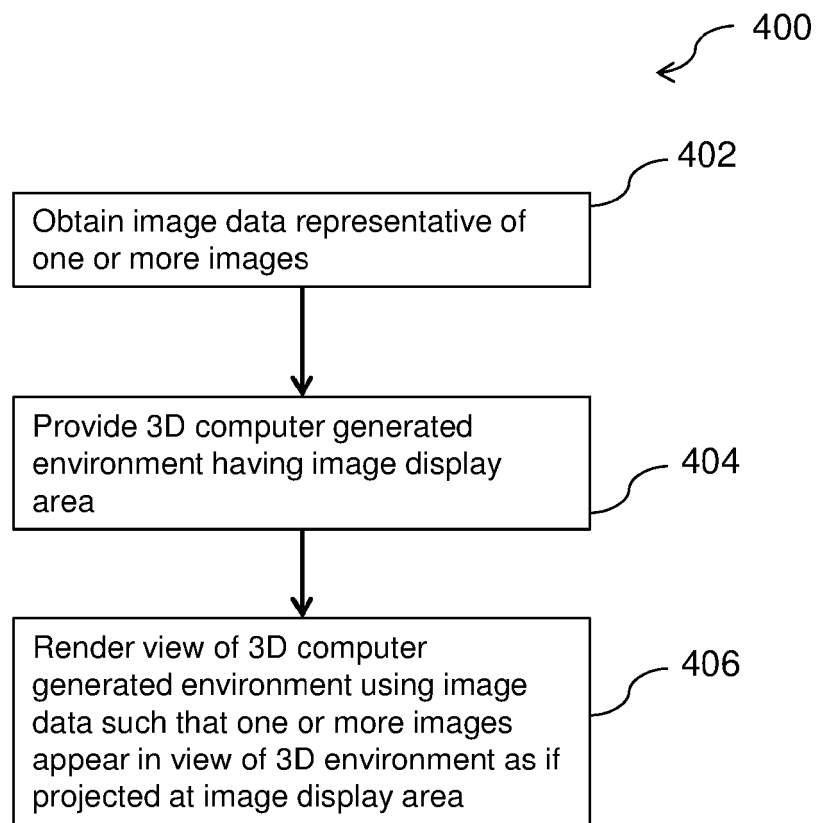 400
402
Obtain image data representative of
one or more images
Provide 3D computer generated
environment having image display
area
404
Render view of 3D computer
generated environment using image
data such that one or more images
appear in view of 3D environment as if
projected at image display area
406